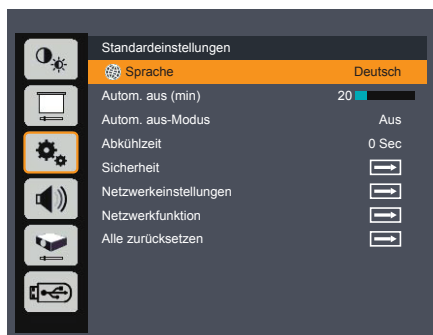 Standardeinstellungen
Sprache Deutsch
Autom. aus (min) 20
Autom. aus-Modus Aus
Abkühlzeit 0 Sec
Sicherheit
Netzwerkeinstellungen
Netzwerkfunktion
Alle zurücksetzen